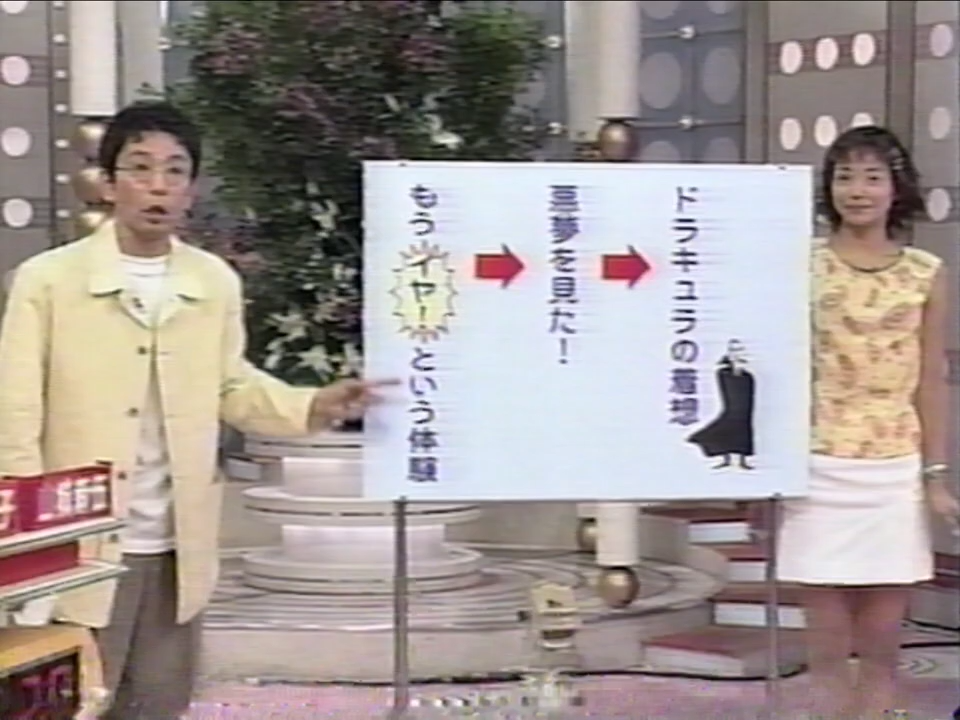 もうイヤ!という体験
悪夢を見た!
ドラキュラの着想
子